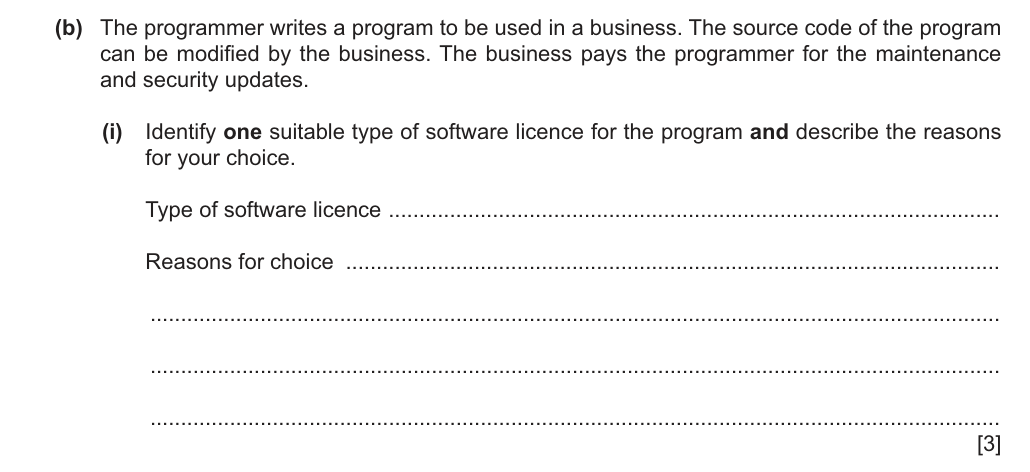 (b) The programmer writes a program to be used in a business. The source code of the program
can be modified by the business. The business pays the programmer for the maintenance
and security updates.
(i) Identify one suitable type of software licence for the program and describe the reasons
for your choice.
Type of software licence ................................................................................................
Reasons for choice ................................................................................................
................................................................................................
................................................................................................
................................................................................................
[3]